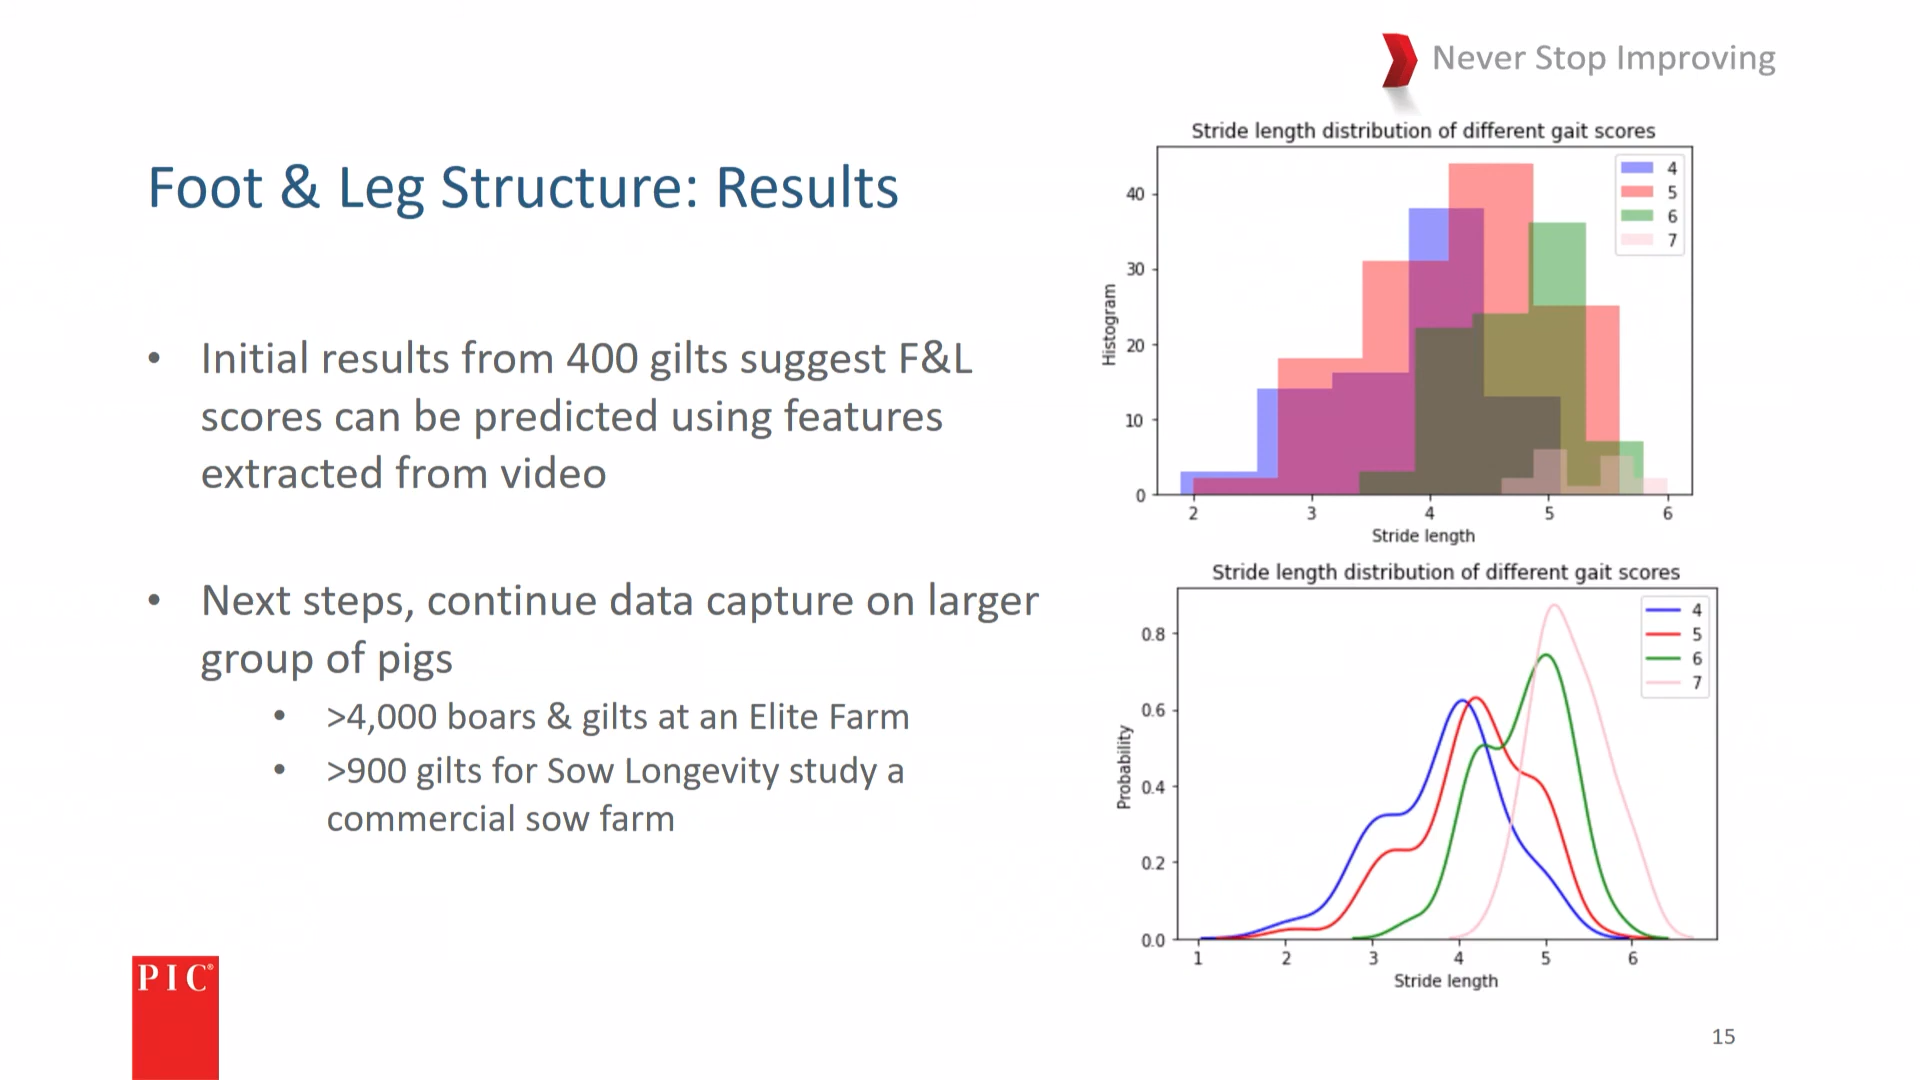 Never Stop Improving
Foot & Leg Structure: Results
• Initial results from 400 gilts suggest F&L
scores can be predicted using features
extracted from video
• Next steps, continue data capture on larger
group of pigs
• >4,000 boars & gilts at an Elite Farm
• >900 gilts for Sow Longevity study a
commercial sow farm
Stride length distribution of different gait scores
4
5
6
7
Histogram
40
30
20
10
0
2 3 4 5 6
Stride length
Stride length distribution of different gait scores
4
5
6
7
Probability
0.8
0.6
0.4
0.2
0.0
1 2 3 4 5 6
Stride length
PIC®
15